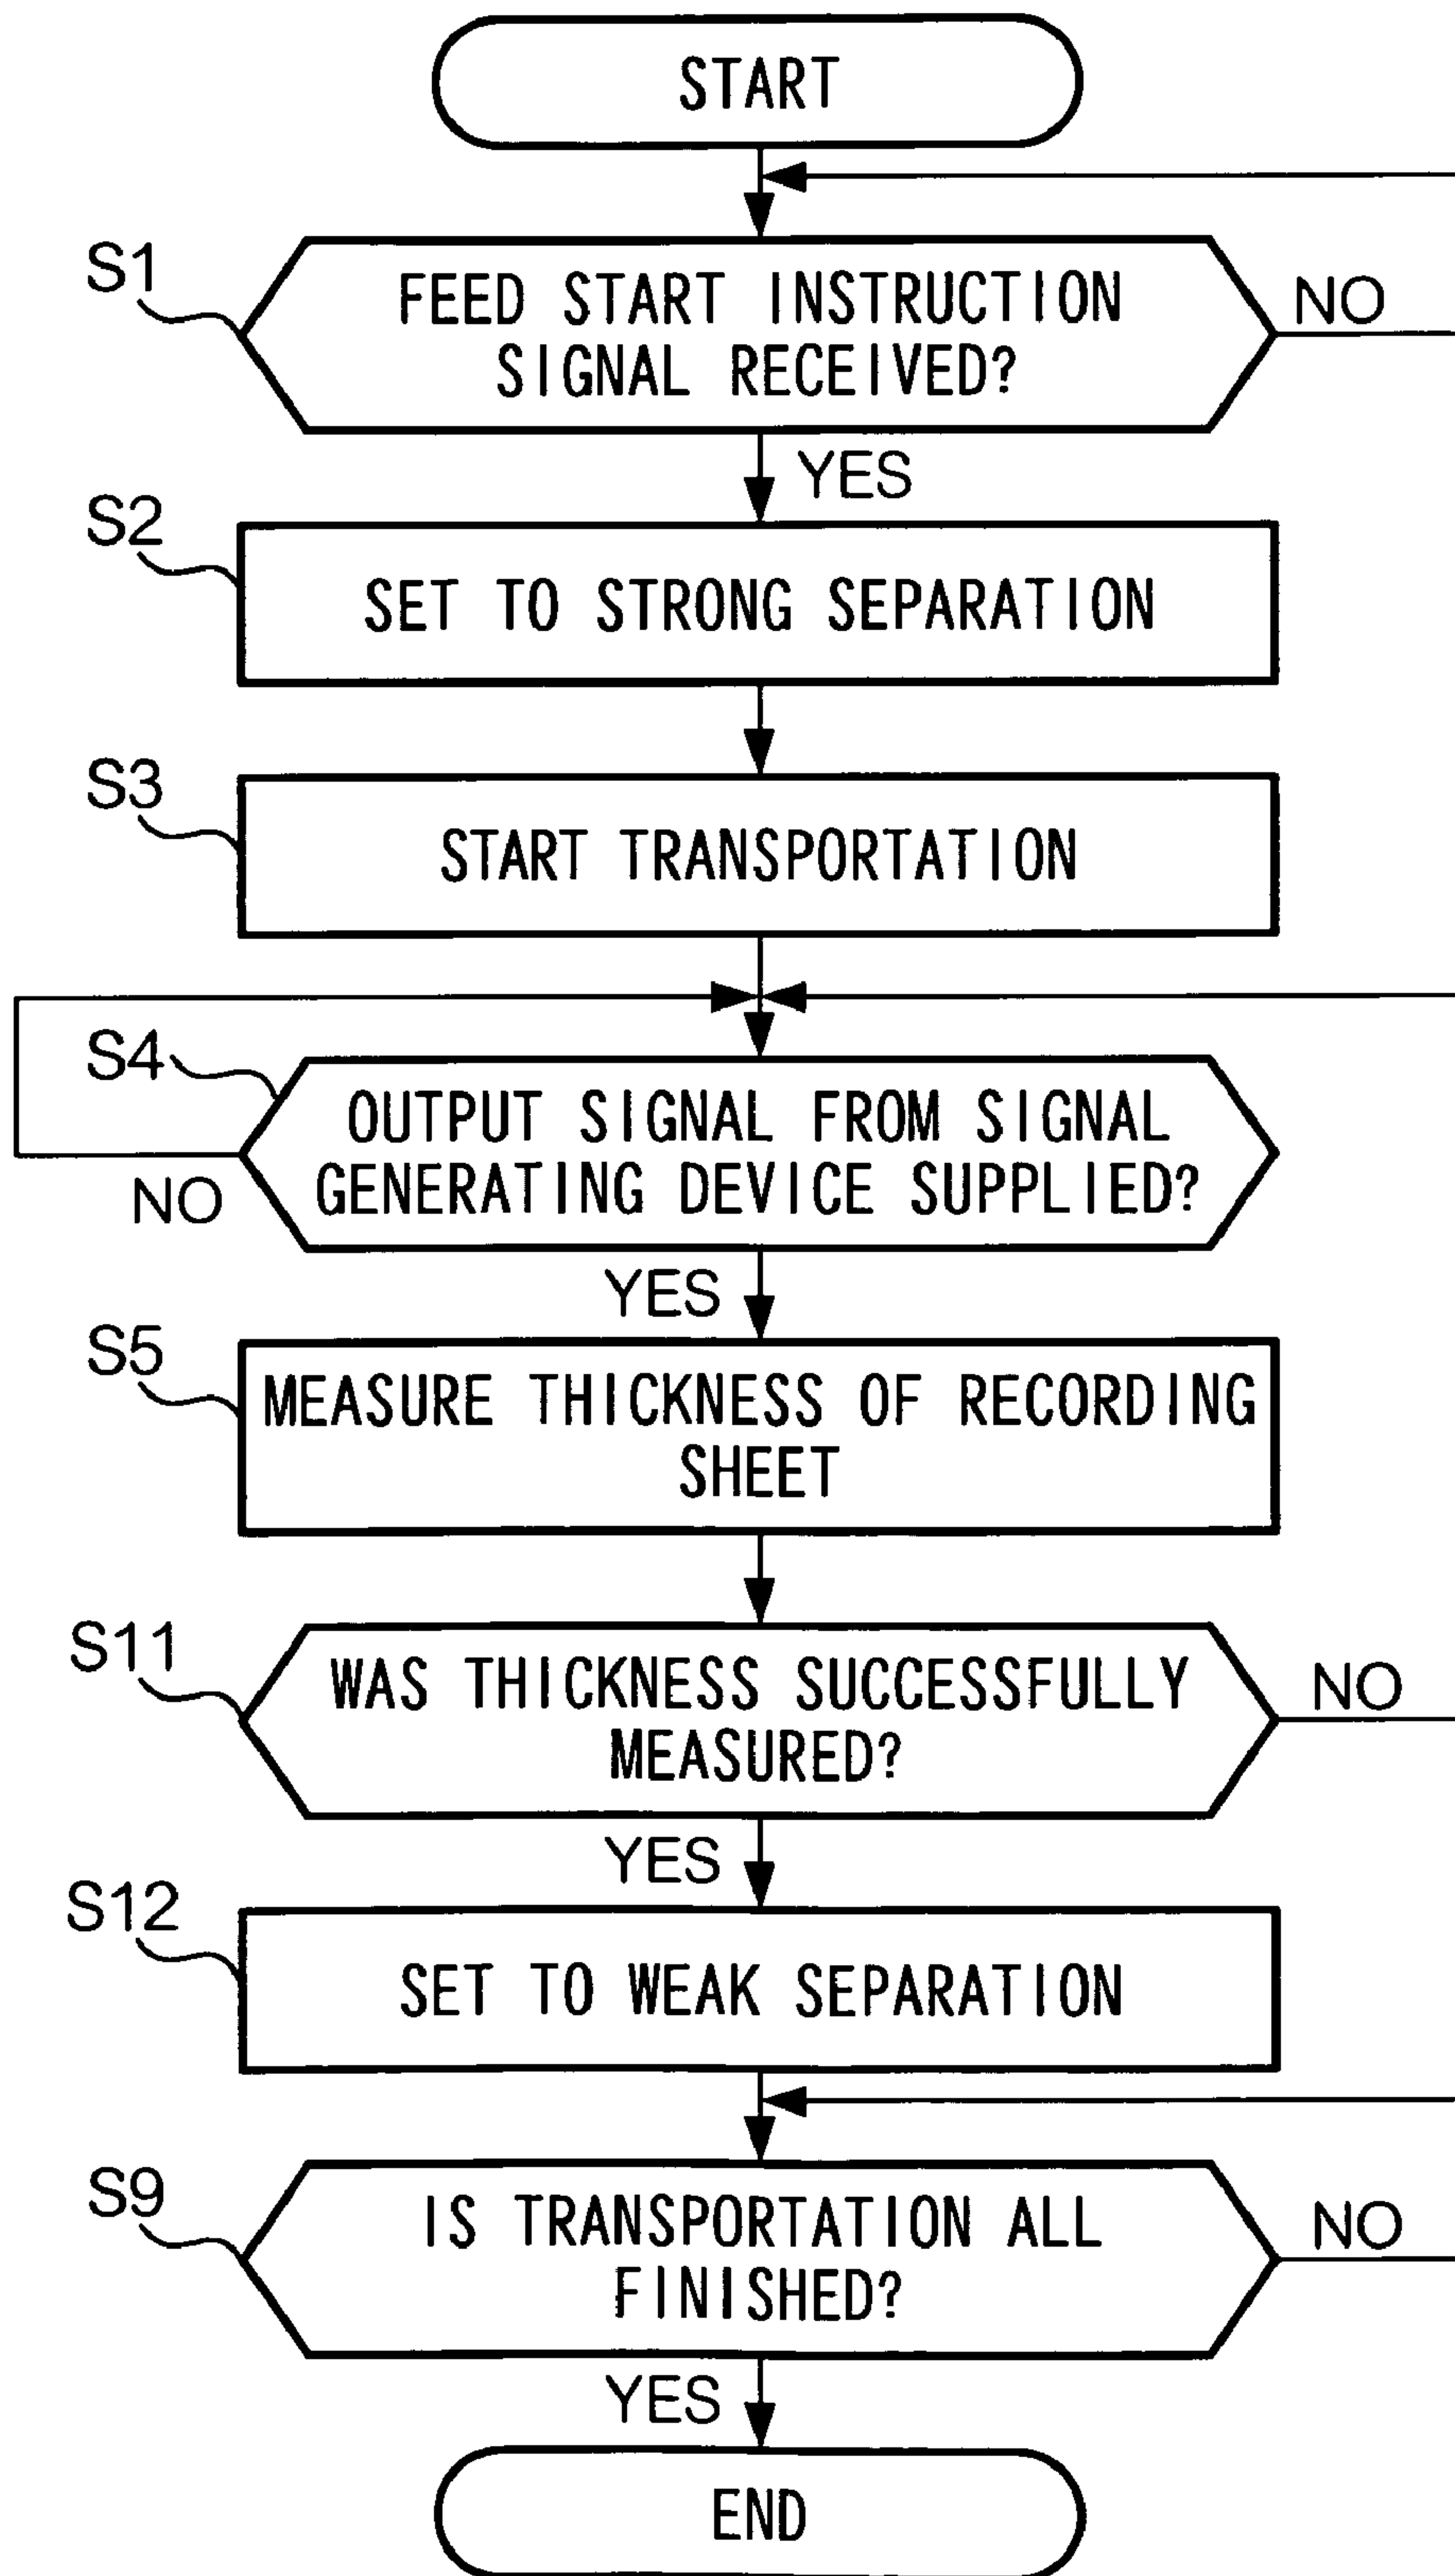 START
S1
FEED START INSTRUCTION
SIGNAL RECEIVED?
NO
YES
S2
SET TO STRONG SEPARATION
S3
START TRANSPORTATION
S4
OUTPUT SIGNAL FROM SIGNAL
GENERATING DEVICE SUPPLIED?
NO
YES
S5
MEASURE THICKNESS OF RECORDING
SHEET
S11
WAS THICKNESS SUCCESSFULLY
MEASURED?
NO
YES
S12
SET TO WEAK SEPARATION
S9
IS TRANSPORTATION ALL
FINISHED?
NO
YES
END